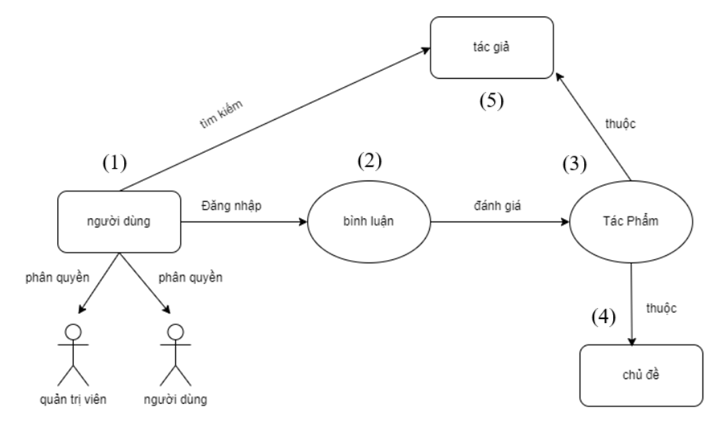 tác giả
(5)
tìm kiếm
thuộc
(1)
(2)
(3)
người dùng
Đăng nhập
bình luận
đánh giá
Tác Phẩm
phân quyền
phân quyền
(4)
thuộc
chủ đề
quản trị viên
người dùng